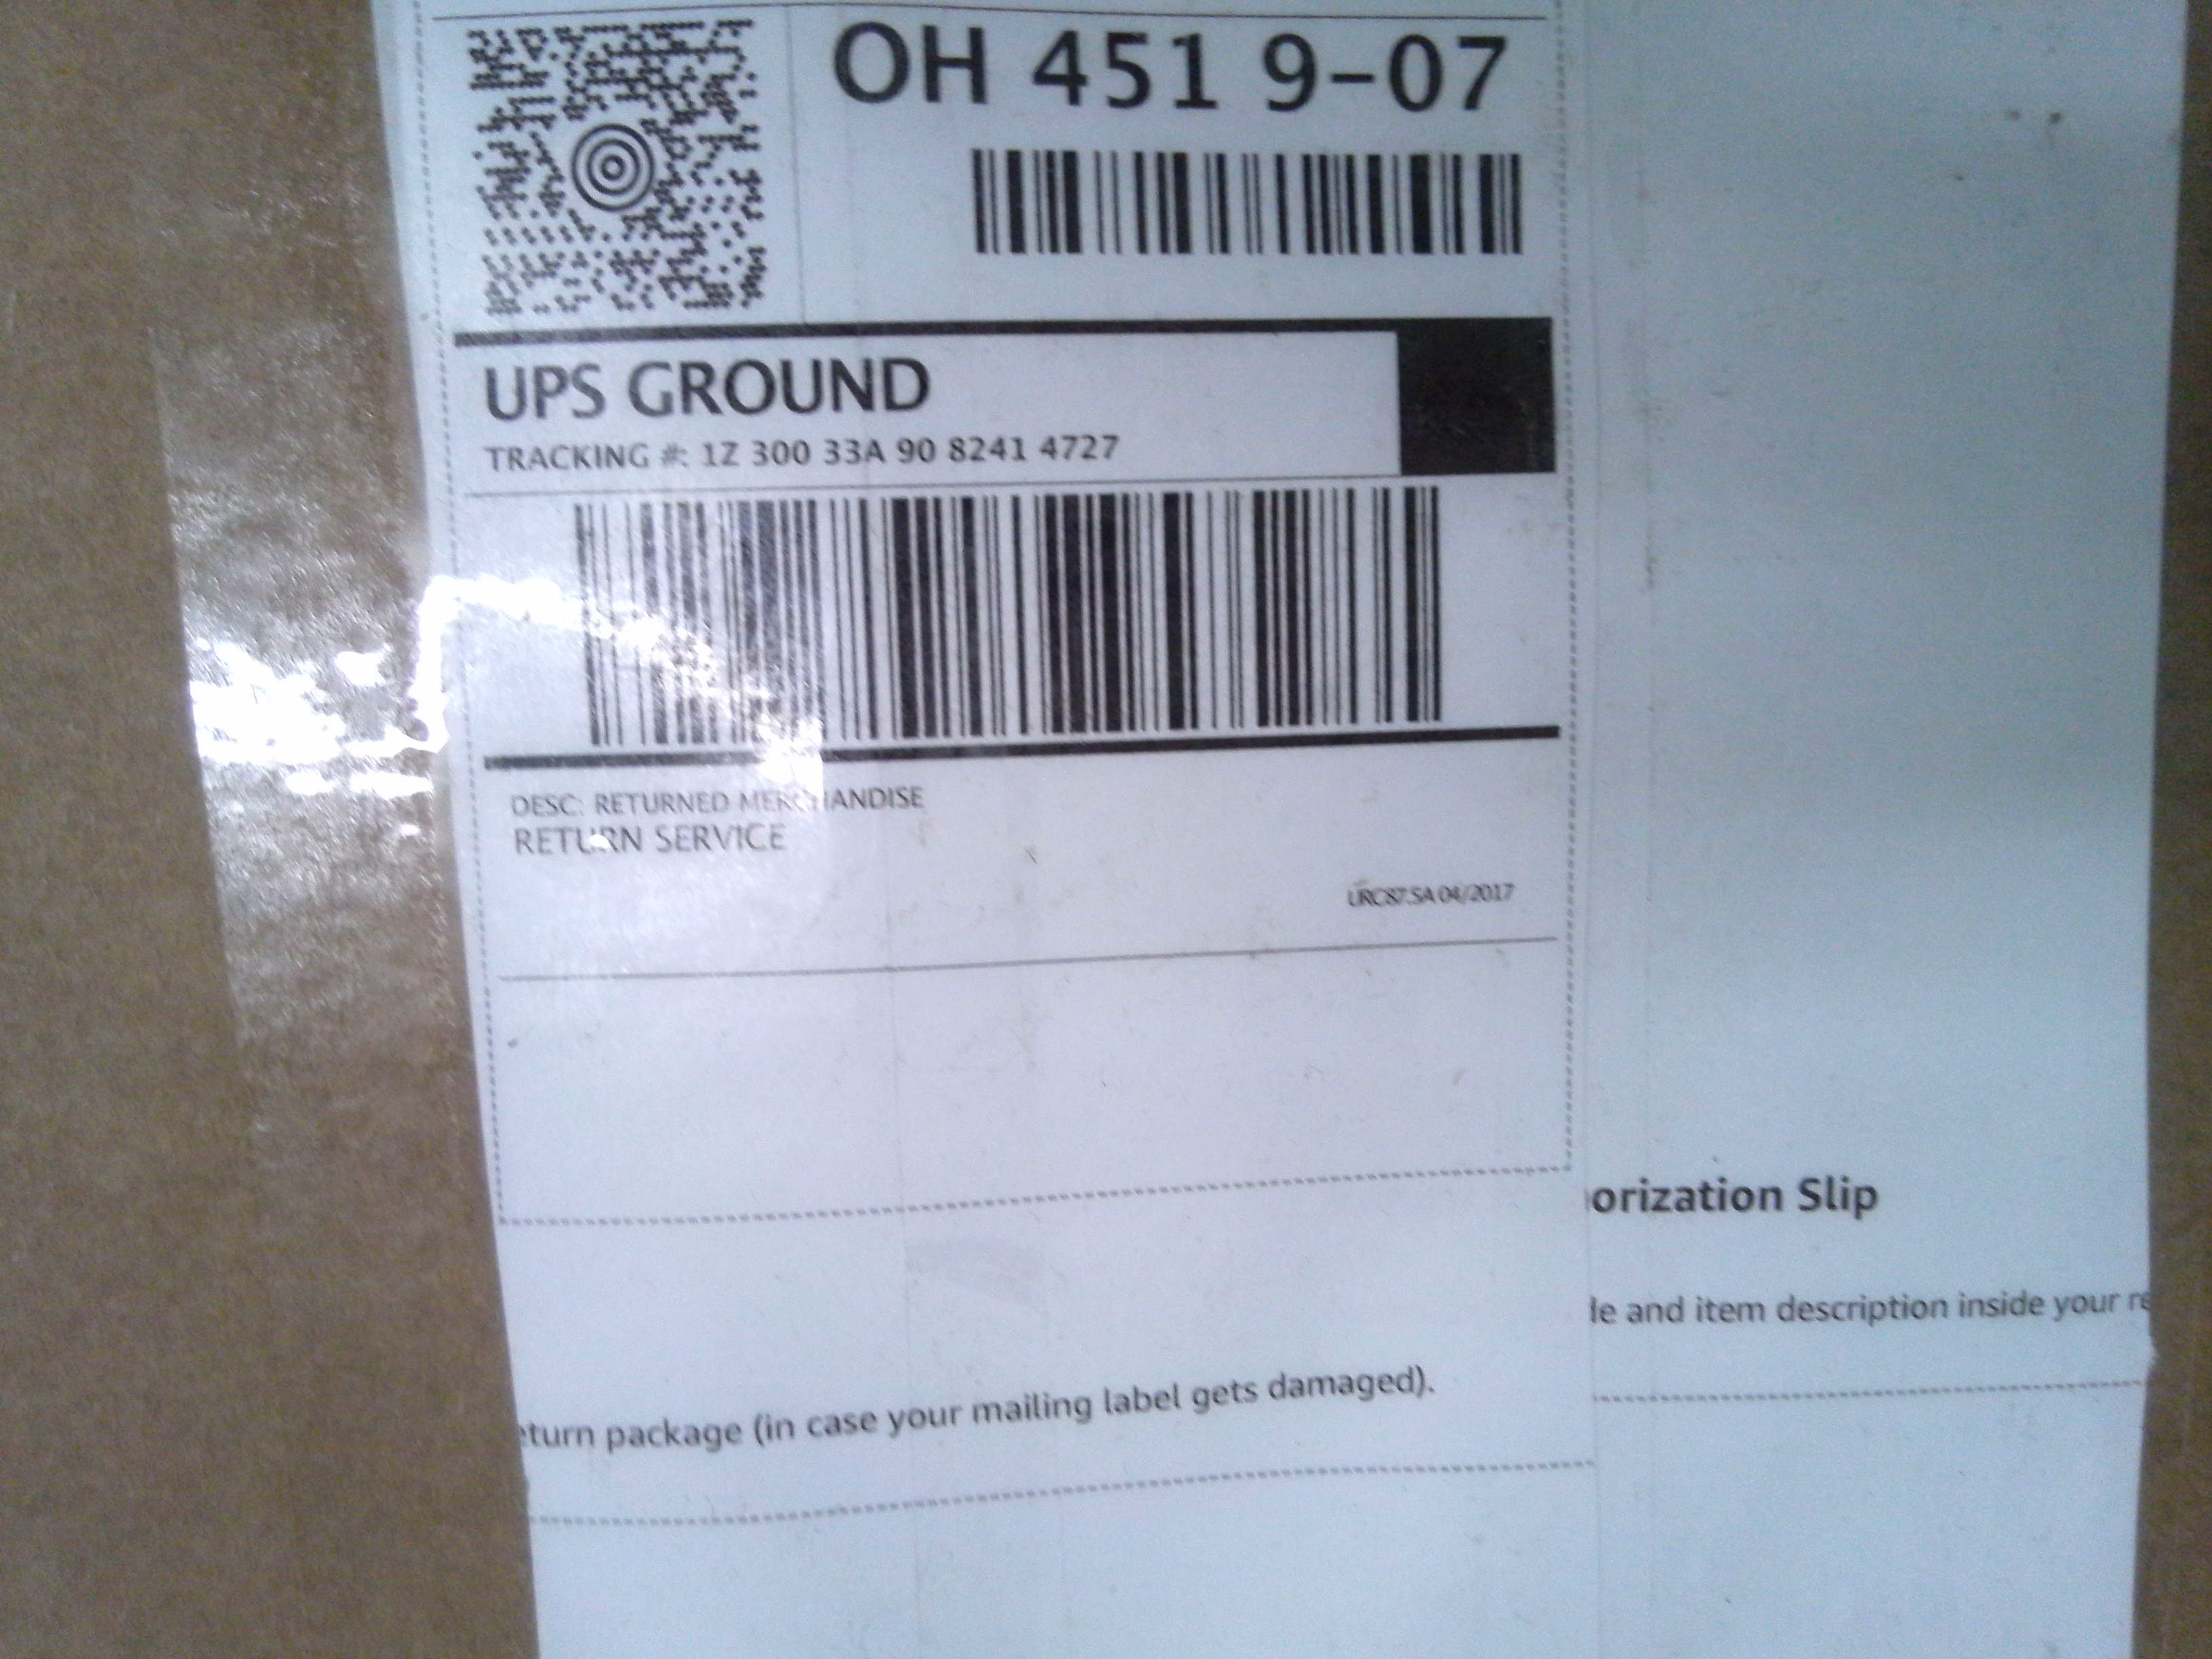 OH 451 9-07
UPS GROUND
TRACKING #: 1Z 300 33A 90 8241 4727
DESC: RETURNED MERCHANDISE
RETURN SERVICE
URC87.5A 04/2017
orization Slip
le and item description inside your re
eturn package (in case your mailing label gets damaged).